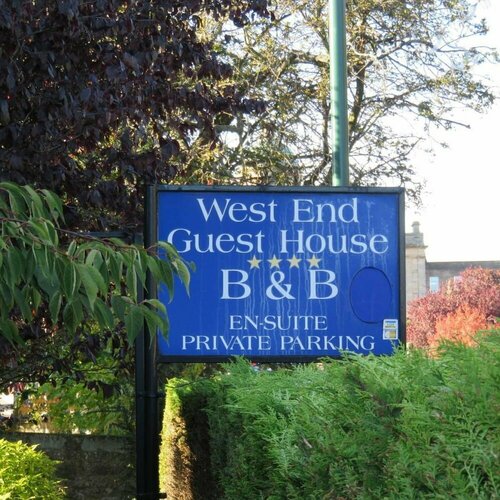 West End
Guest House
B & B
EN-SUITE
PRIVATE PARKING